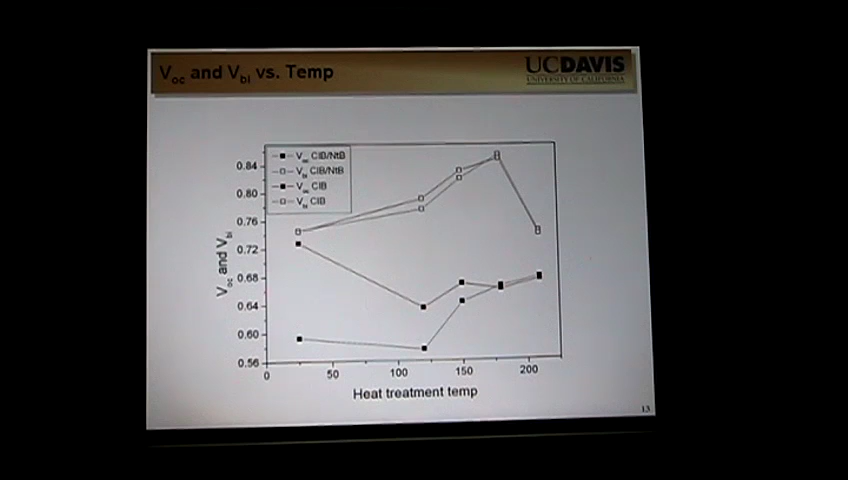 Voc and Vbi vs. Temp
UCDAVIS
UNIVERSITY OF CALIFORNIA
Voc CIB/NtB
Vbi CIB/NtB
Voc CIB
Vbi CIB
0.84
0.80
0.76
0.72
0.68
0.64
0.60
0.56
Voc and Vbi
0 50 100 150 200
Heat treatment temp
13